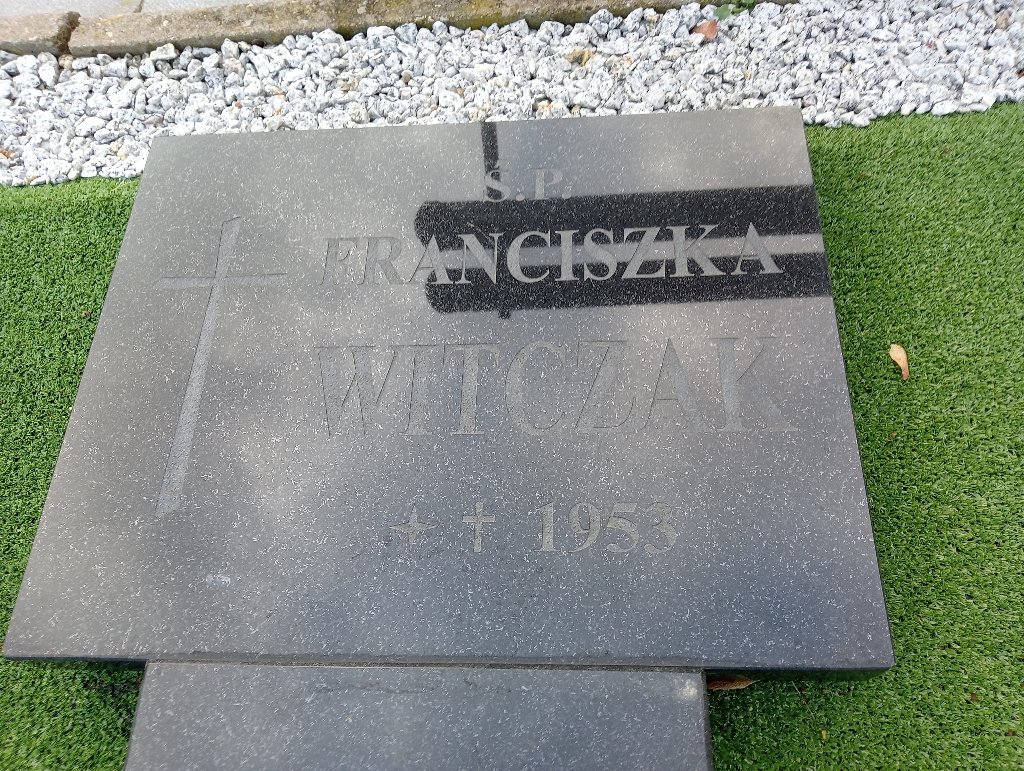 Ś.P.
FRANCISZKA
WITCZAK
✦ ✝ 1953